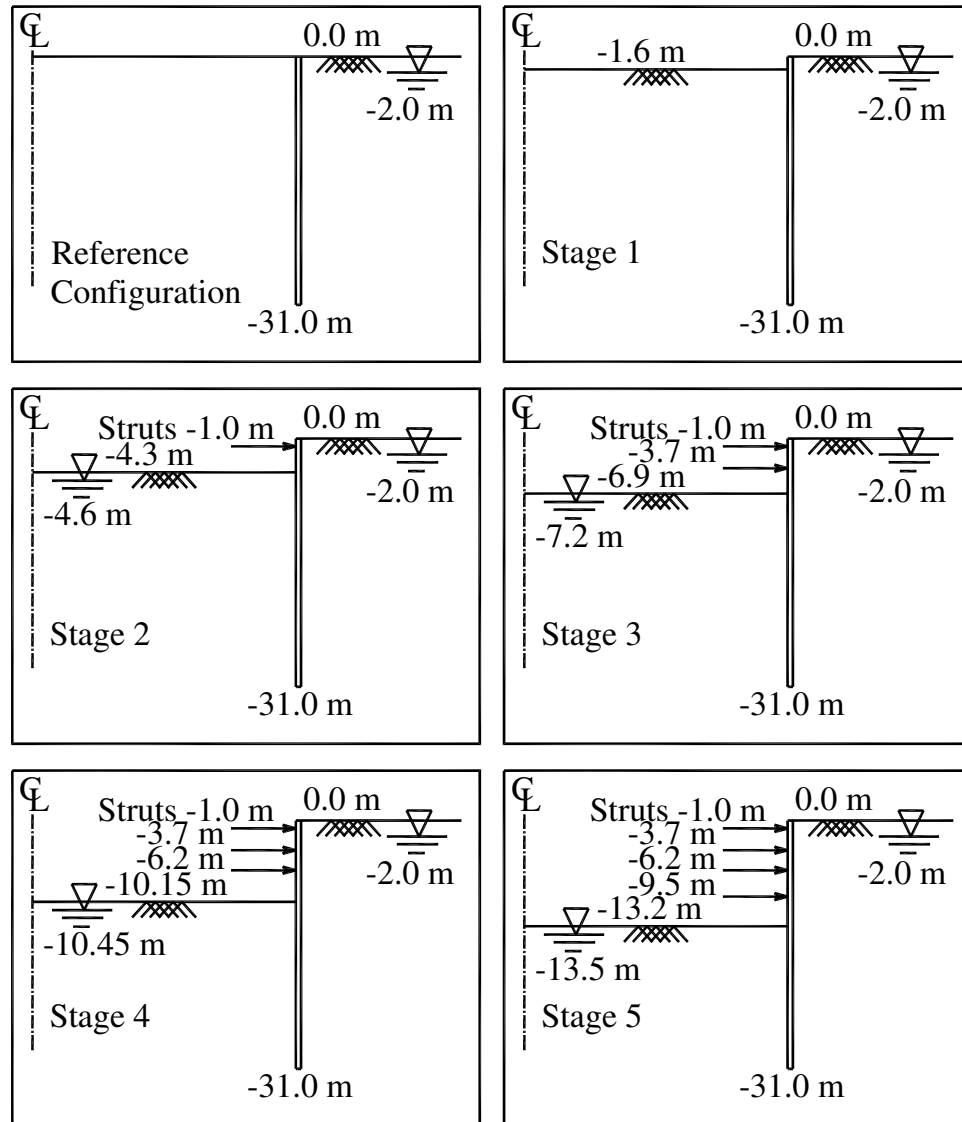 ℄
0.0 m
-2.0 m
Reference
Configuration
-31.0 m
℄
-1.6 m
0.0 m
-2.0 m
Stage 1
-31.0 m
℄
0.0 m
Struts -1.0 m
-4.3 m
-2.0 m
-4.6 m
Stage 2
-31.0 m
℄
0.0 m
Struts -1.0 m
-3.7 m
-6.9 m
-2.0 m
-7.2 m
Stage 3
-31.0 m
℄
0.0 m
Struts -1.0 m
-3.7 m
-6.2 m
-2.0 m
-10.15 m
-10.45 m
Stage 4
-31.0 m
℄
0.0 m
Struts -1.0 m
-3.7 m
-6.2 m
-2.0 m
-9.5 m
-13.2 m
-13.5 m
Stage 5
-31.0 m